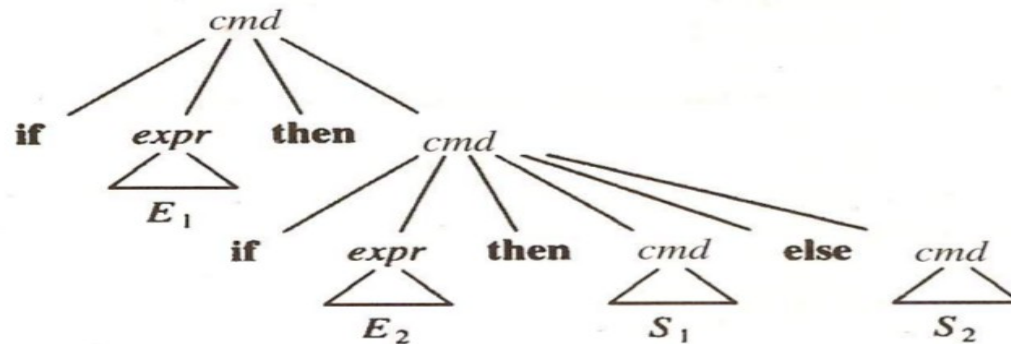 cmd
if expr then cmd
E1
if expr then cmd else cmd
E2 S1 S2